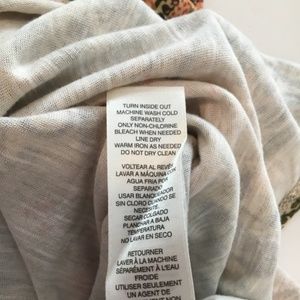 TURN INSIDE OUT
MACHINE WASH COLD
SEPARATELY
ONLY NON-CHLORINE
BLEACH WHEN NEEDED
LINE DRY
WARM IRON AS NEEDED
DO NOT DRY CLEAN
VOLTEAR AL REVÉS
LAVAR A MÁQUINA CON
AGUA FRIA POR
SEPARADO
USAR BLANQUEADOR
SIN CLORO CUANDO SE
NECESITE
SECAR COLGADO
PLANCHAR A BAJA
TEMPERATURA
NO LAVAR EN SECO
RETOURNER
LAVER À LA MACHINE
SÉPARÉMENT À L'EAU
FROIDE
UTILISER SEULEMENT
UN AGENT DE